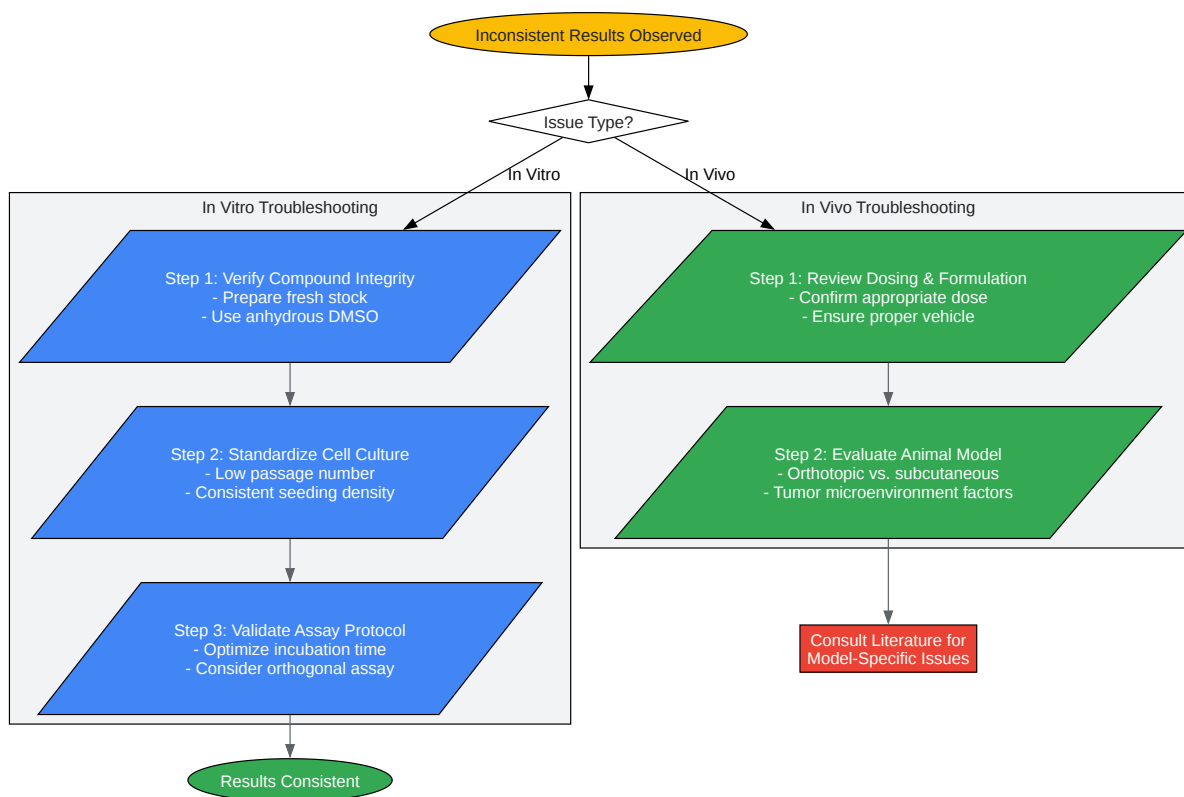 Inconsistent Results Observed
Issue Type?
In Vitro
In Vivo
In Vitro Troubleshooting
Step 1: Verify Compound Integrity
- Prepare fresh stock
- Use anhydrous DMSO
Step 2: Standardize Cell Culture
- Low passage number
- Consistent seeding density
Step 3: Validate Assay Protocol
- Optimize incubation time
- Consider orthogonal assay
Results Consistent
In Vivo Troubleshooting
Step 1: Review Dosing & Formulation
- Confirm appropriate dose
- Ensure proper vehicle
Step 2: Evaluate Animal Model
- Orthotopic vs. subcutaneous
- Tumor microenvironment factors
Consult Literature for
Model-Specific Issues